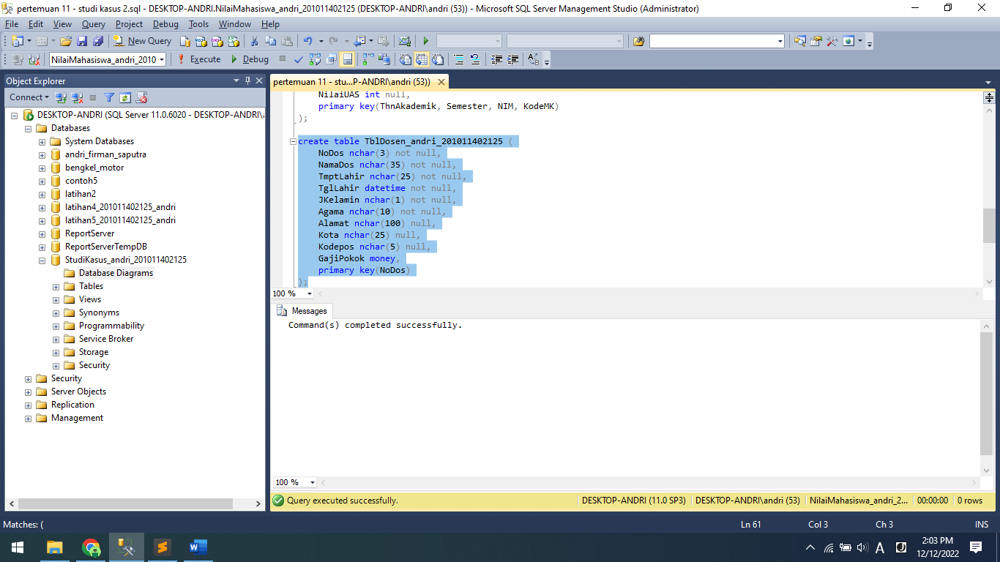 pertemuan 11 - studi kasus 2.sql - DESKTOP-ANDRI.NilaiMahasiswa_andri_201011402125 (DESKTOP-ANDRI\andri (53)) - Microsoft SQL Server Management Studio (Administrator)
File Edit View Query Project Debug Tools Window Help
New Query
NilaiMahasiswa_andri_2010 Execute Debug
Object Explorer
Connect
DESKTOP-ANDRI (SQL Server 11.0.6020 - DESKTOP-ANDRI\
Databases
System Databases
andri_firman_saputra
bengkel_motor
contoh5
latihan2
latihan4_201011402125_andri
latihan5_201011402125_andri
ReportServer
ReportServerTempDB
StudiKasus_andri_201011402125
Database Diagrams
Tables
Views
Synonyms
Programmability
Service Broker
Storage
Security
Security
Server Objects
Replication
Management
pertemuan 11 - stu...P-ANDRI\andri (53))
NilaiUAS int null,
primary key(ThnAkademik, Semester, NIM, KodeMK)
);
create table TblDosen_andri_201011402125 (
NoDos nchar(3) not null,
NamaDos nchar(35) not null,
TmptLahir nchar(25) not null,
TglLahir datetime not null,
JKelamin nchar(1) not null,
Agama nchar(10) not null,
Alamat nchar(100) null,
Kota nchar(25) null,
Kodepos nchar(5) null,
GajiPokok money,
primary key(NoDos)
);
100 %
Messages
Command(s) completed successfully.
100 %
Query executed successfully. DESKTOP-ANDRI (11.0 SP3) DESKTOP-ANDRI\andri (53) NilaiMahasiswa_andri_2... 00:00:00 0 rows
Matches: ( Ln 61 Col 3 Ch 3 INS
A 2:03 PM
12/12/2022